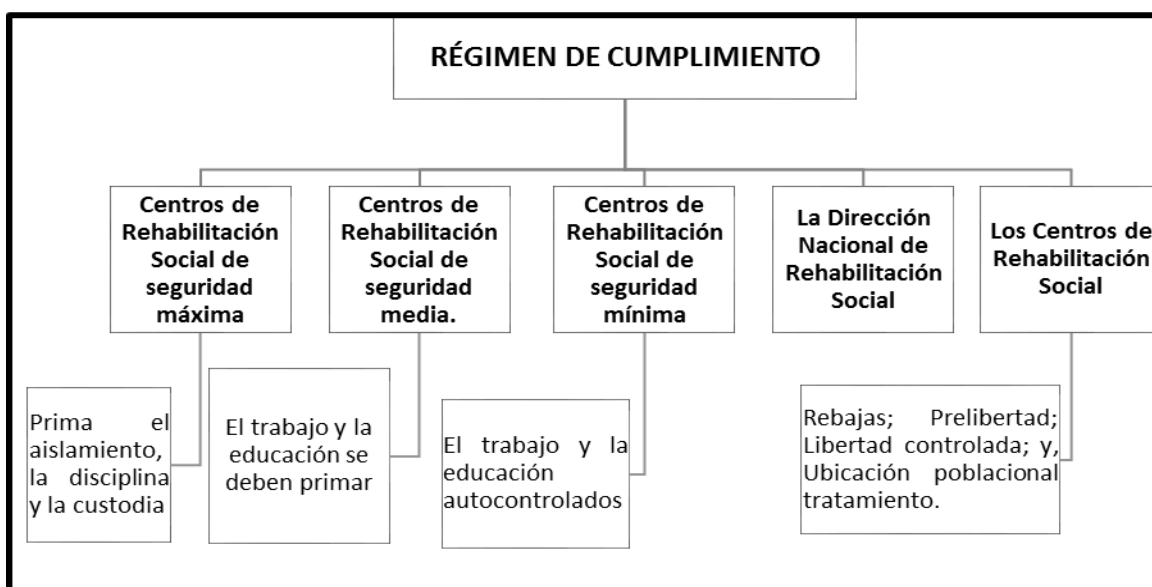 RÉGIMEN DE CUMPLIMIENTO
Centros de
Rehabilitación
Social de
seguridad
máxima
Centros de
Rehabilitación
Social de
seguridad
media.
Centros de
Rehabilitación
Social de
seguridad
mínima
La Dirección
Nacional de
Rehabilitación
Social
Los Centros de
Rehabilitación
Social
Prima el
aislamiento,
la disciplina
y la custodia
El trabajo y la
educación se
deben primar
El trabajo y la
educación
autocontrolados
Rebajas; Prelibertad;
Libertad controlada; y,
Ubicación poblacional
tratamiento.